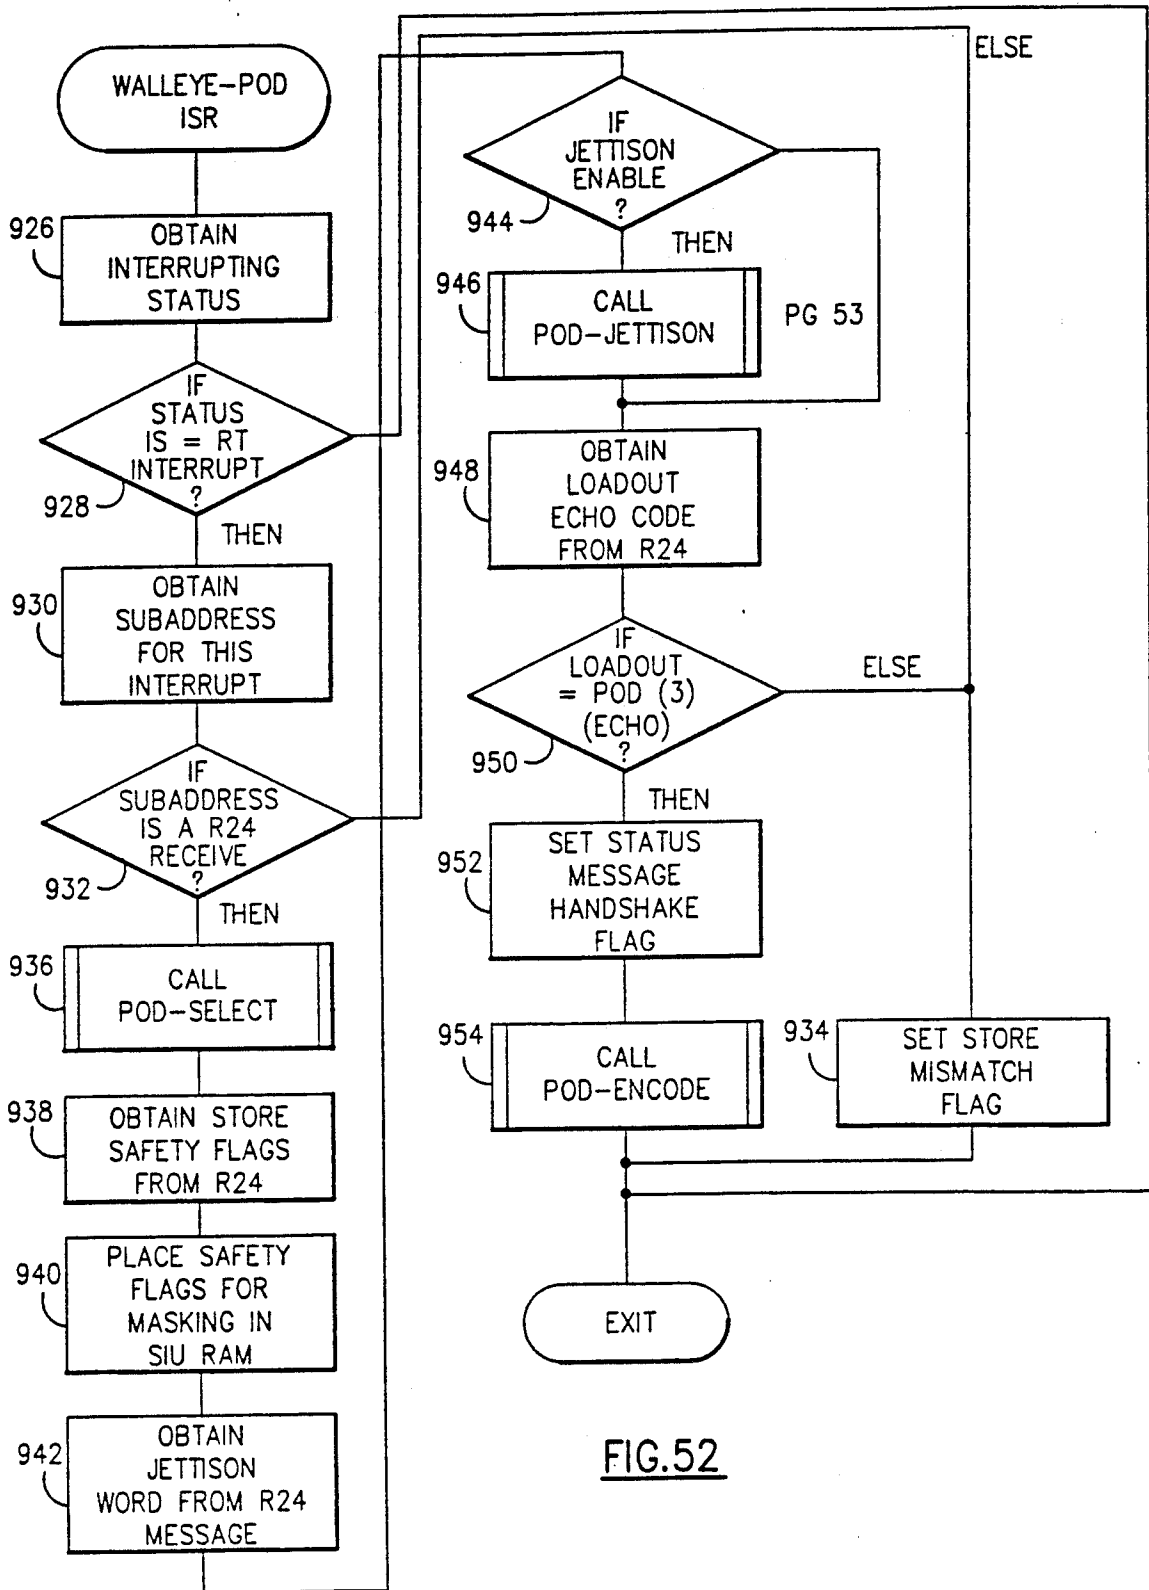 WALLEYE-POD
ISR
926
OBTAIN
INTERRUPTING
STATUS
IF
STATUS
IS = RT
INTERRUPT
?
928
THEN
930
OBTAIN
SUBADDRESS
FOR THIS
INTERRUPT
IF
SUBADDRESS
IS A R24
RECEIVE
?
932
THEN
936
CALL
POD-SELECT
938
OBTAIN STORE
SAFETY FLAGS
FROM R24
940
PLACE SAFETY
FLAGS FOR
MASKING IN
SIU RAM
942
OBTAIN
JETTISON
WORD FROM R24
MESSAGE
IF
JETTISON
ENABLE
?
944
THEN
946
CALL
POD-JETTISON
PG 53
948
OBTAIN
LOADOUT
ECHO CODE
FROM R24
IF
LOADOUT
= POD (3)
(ECHO)
?
950
ELSE
THEN
952
SET STATUS
MESSAGE
HANDSHAKE
FLAG
954
CALL
POD-ENCODE
ELSE
934
SET STORE
MISMATCH
FLAG
EXIT
FIG.52